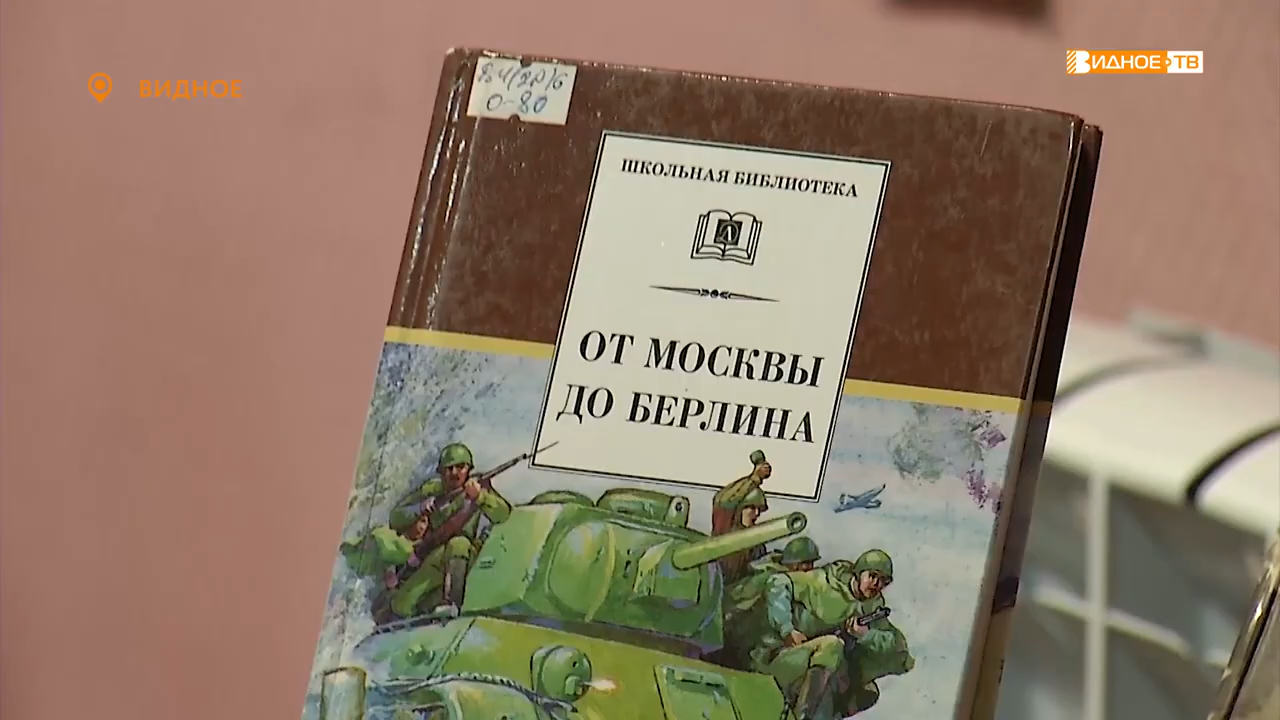 ВИДНОЕ
ВИДНОЕ ТВ
84(2Р)6
О-80
ШКОЛЬНАЯ БИБЛИОТЕКА
ОТ МОСКВЫ
ДО БЕРЛИНА